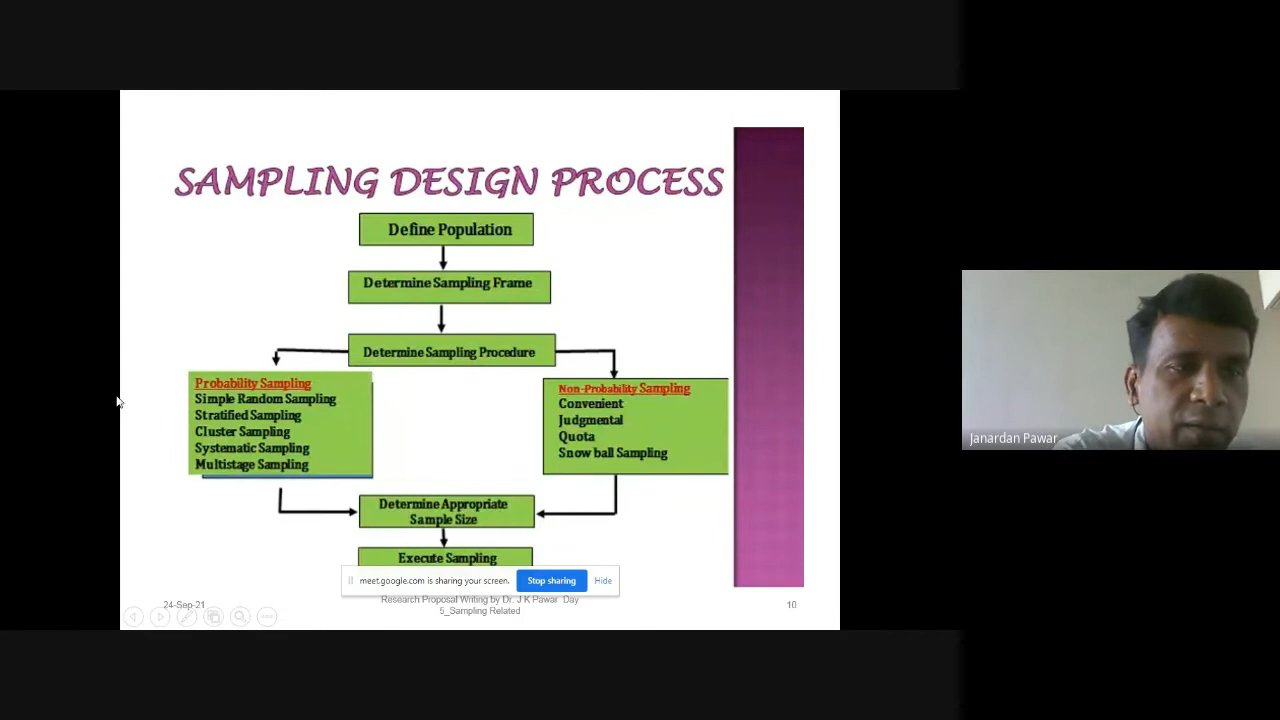 SAMPLING DESIGN PROCESS
Define Population
Determine Sampling Frame
Determine Sampling Procedure
Probability Sampling
Simple Random Sampling
Stratified Sampling
Cluster Sampling
Systematic Sampling
Multistage Sampling
Non-Probability Sampling
Convenient
Judgmental
Quota
Snow ball Sampling
Determine Appropriate
Sample Size
Execute Sampling
meet.google.com is sharing your screen.
Stop sharing
Hide
24-Sep-21
Research Proposal Writing by Dr. J K Pawar Day
5_Sampling Related
10
Janardan Pawar